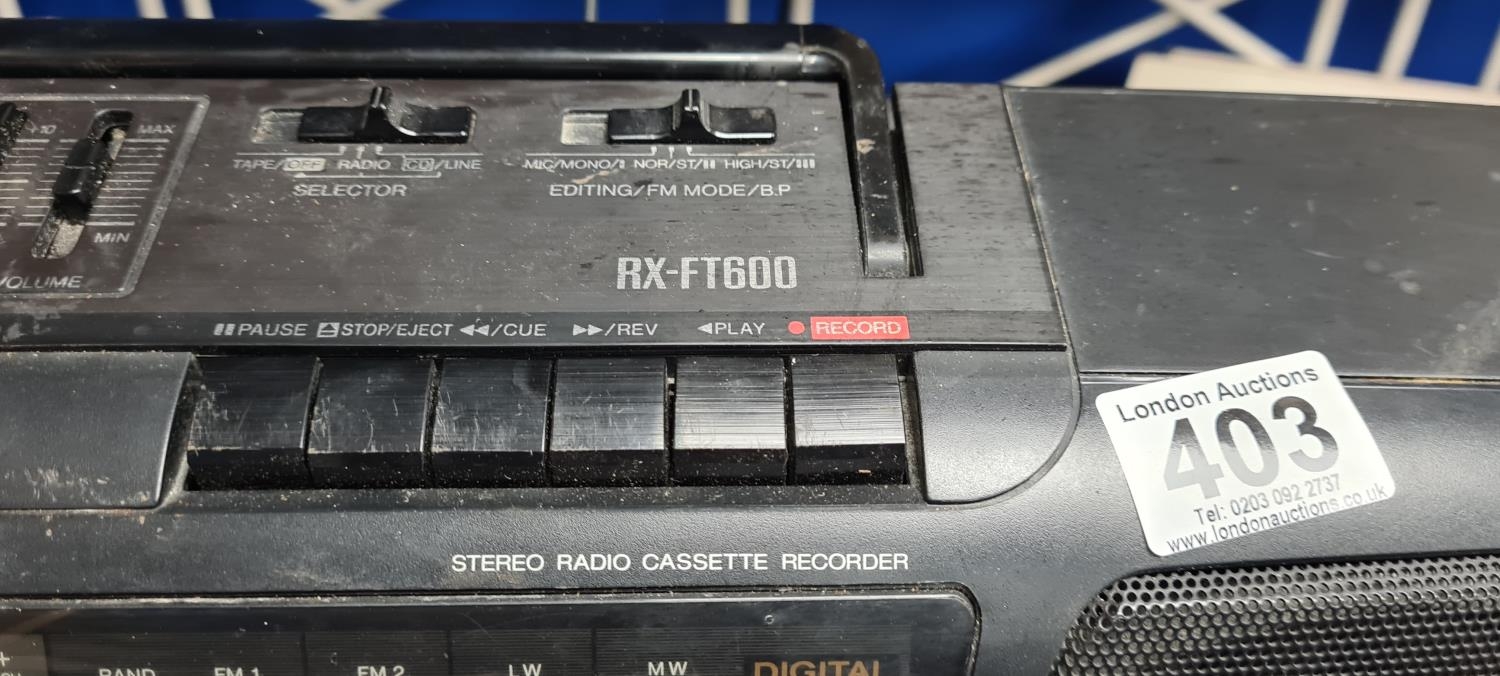 +10 MAX
MIN
VOLUME
TAPE/OFF RADIO CD/LINE
SELECTOR
MIC/MONO/ NOR/ST/ HIGH/ST/
EDITING/FM MODE/B.P
RX-FT600
PAUSE STOP/EJECT ◀◀/CUE ▶▶/REV ◀PLAY ● RECORD
London Auctions
403
Tel: 0203 092 2737
www.londonauctions.co.uk
STEREO RADIO CASSETTE RECORDER
+ BAND FM 1 FM 2 LW MW DIGITAL